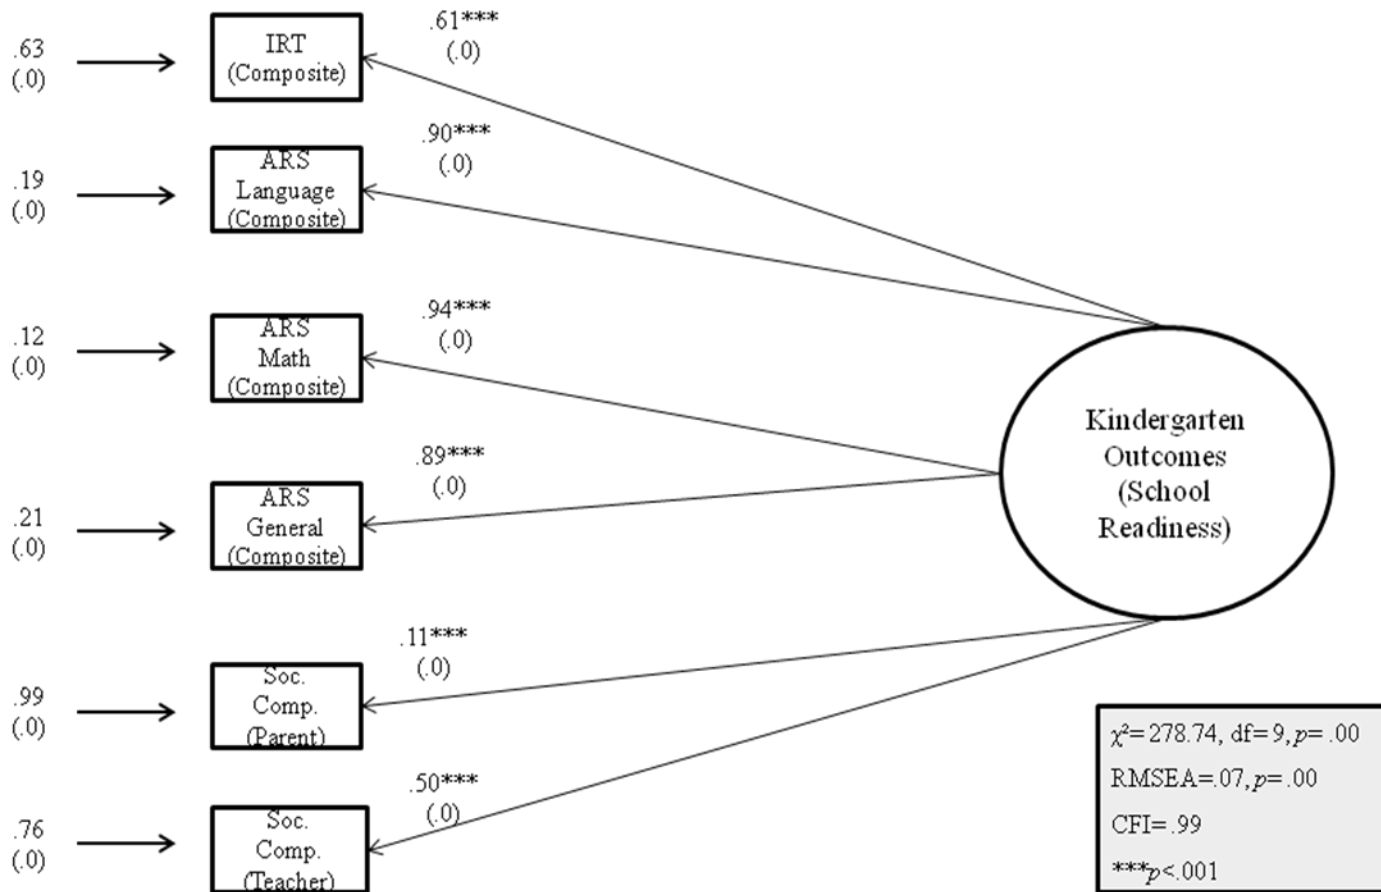 .63
(.0)
IRT
(Composite)
.61***
(.0)
.19
(.0)
ARS
Language
(Composite)
.90***
(.0)
.12
(.0)
ARS
Math
(Composite)
.94***
(.0)
.21
(.0)
ARS
General
(Composite)
.89***
(.0)
Kindergarten
Outcomes
(School
Readiness)
.99
(.0)
Soc.
Comp.
(Parent)
.11***
(.0)
.76
(.0)
Soc.
Comp.
(Teacher)
.50***
(.0)
χ²= 278.74, df= 9, p= .00
RMSEA=.07, p= .00
CFI= .99
***p<.001